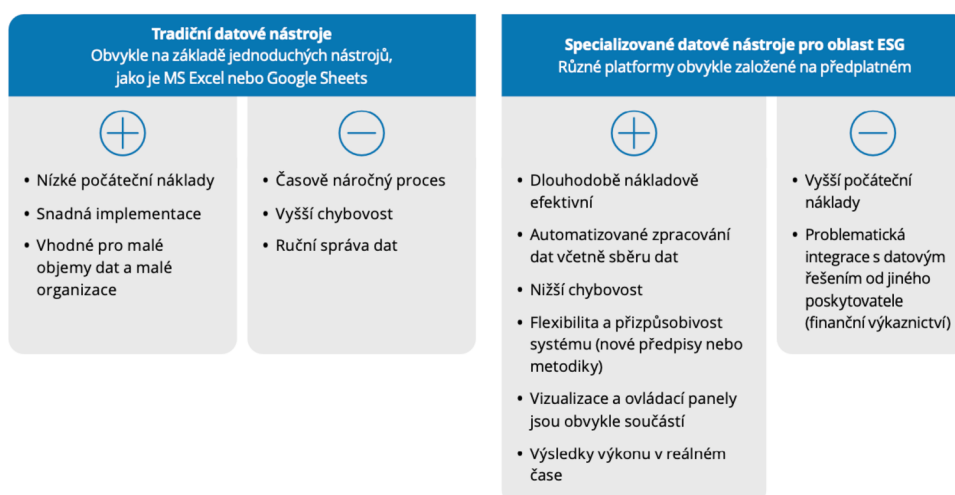 Tradiční datové nástroje
Obvykle na základě jednoduchých nástrojů,
jako je MS Excel nebo Google Sheets
• Nízké počáteční náklady
• Snadná implementace
• Vhodné pro malé
objemy dat a malé
organizace
• Časově náročný proces
• Vyšší chybovost
• Ruční správa dat
Specializované datové nástroje pro oblast ESG
Různé platformy obvykle založené na předplatném
• Dlouhodobě nákladově
efektivní
• Automatizované zpracování
dat včetně sběru dat
• Nižší chybovost
• Flexibilita a přizpůsobivost
systému (nové předpisy nebo
metodiky)
• Vizualizace a ovládací panely
jsou obvykle součástí
• Výsledky výkonu v reálném
čase
• Vyšší počáteční
náklady
• Problematická
integrace s datovým
řešením od jiného
poskytovatele
(finanční výkaznictví)